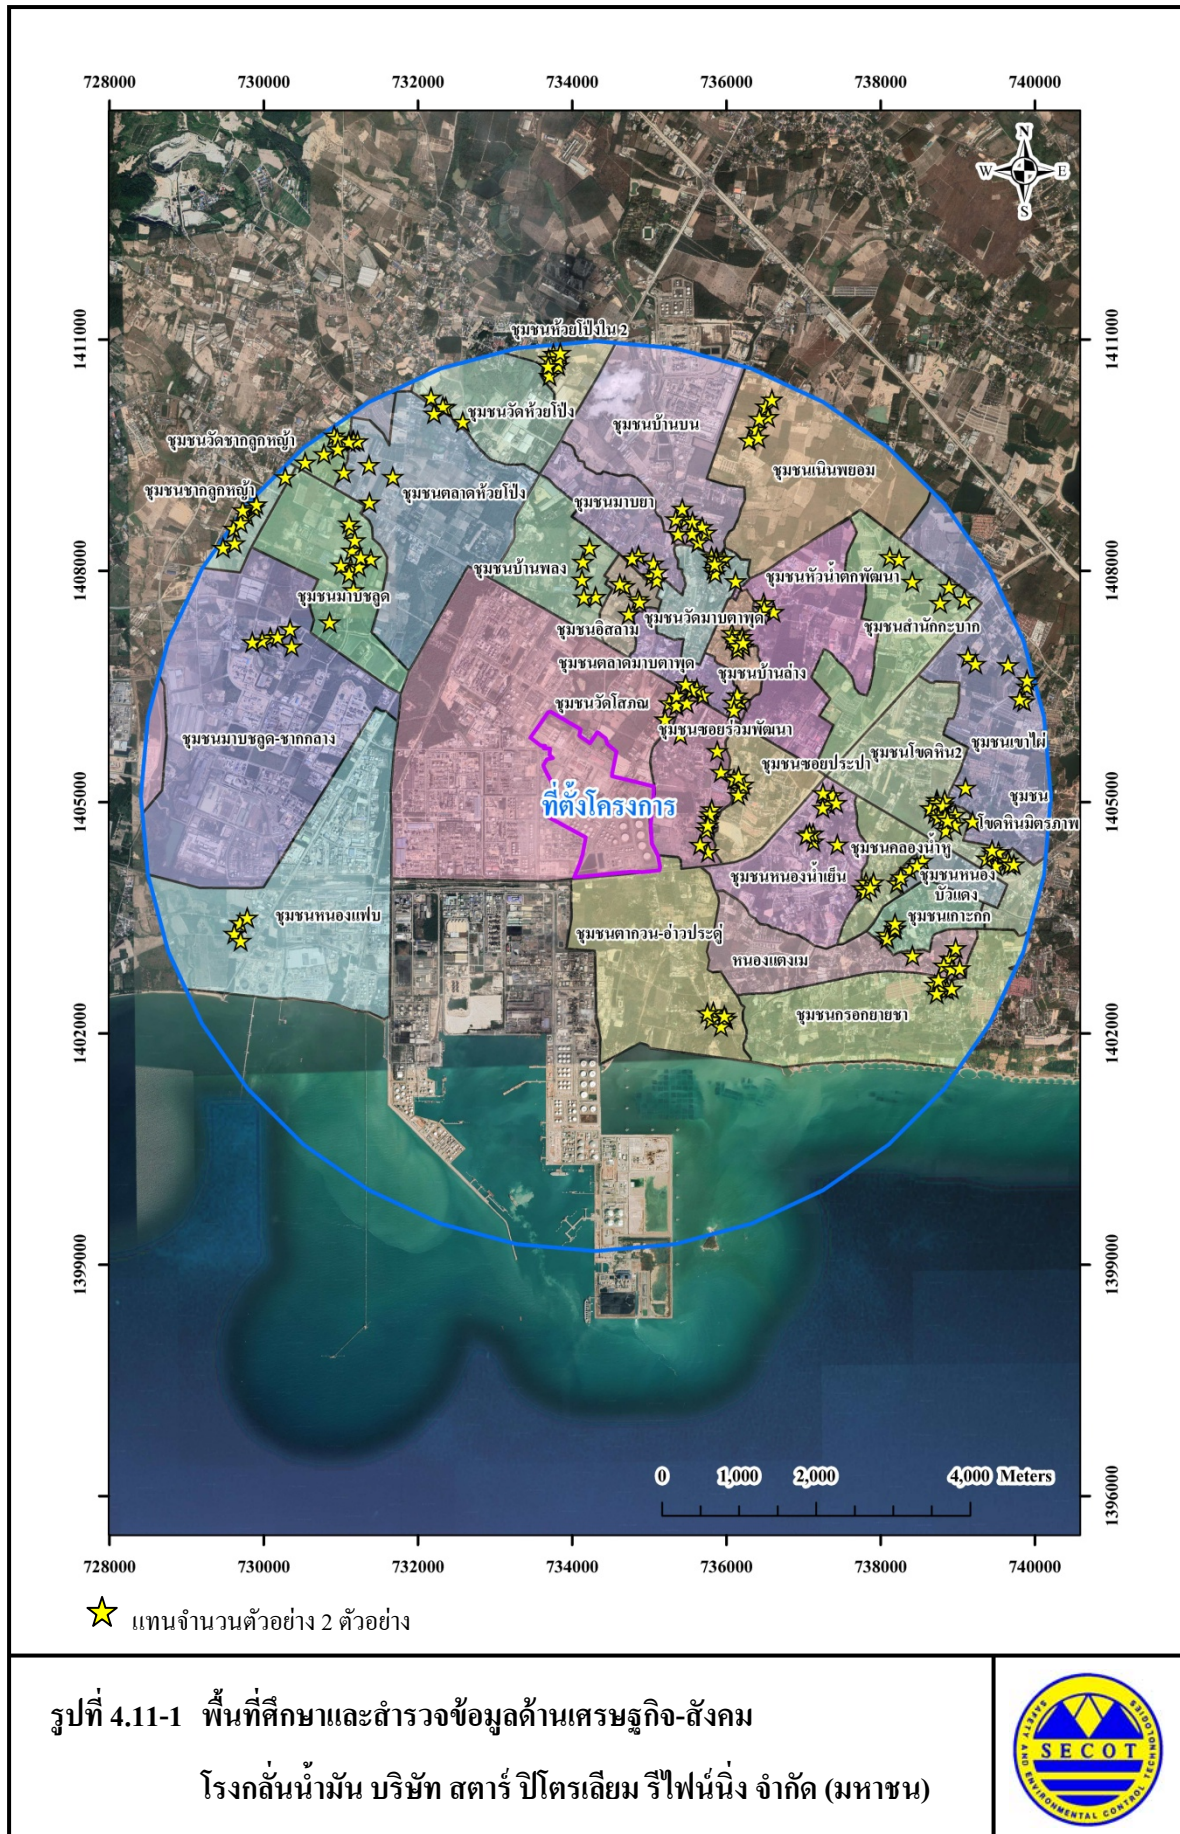 728000 730000 732000 734000 736000 738000 740000
N
W E
S
1411000 1411000
ชุมชนห้วยโป่งใน 2
ชุมชนวัดห้วยโป่ง
ชุมชนบ้านบน
ชุมชนวัดชากลูกหญ้า
ชุมชนเนินพยอม
ชุมชนชากลูกหญ้า
ชุมชนตลาดห้วยโป่ง
ชุมชนมาบยา
1408000 1408000
ชุมชนบ้านพลง
ชุมชนหัวน้ำตกพัฒนา
ชุมชนมาบชลูด
ชุมชนวัดมาบตาพุด
ชุมชนอิสลาม
ชุมชนสำนักกะบาก
ชุมชนตลาดมาบตาพุด
ชุมชนบ้านล่าง
ชุมชนวัดโสภณ
ชุมชนซอยร่วมพัฒนา
ชุมชนมาบชลูด-ชากกลาง
ชุมชนเขาไผ่
ชุมชนโขดหิน2
ชุมชนซอยประปา
1405000 1405000
ที่ตั้งโครงการ
ชุมชน
โขดหินมิตรภาพ
ชุมชนคลองน้ำหู
ชุมชนหนองน้ำเย็น
ชุมชนหนอง
บัวแดง
ชุมชนหนองแฟบ
ชุมชนเกาะกก
ชุมชนตากวน-อ่าวประดู่
หนองแตงเม
ชุมชนกรอกยายชา
1402000 1402000
1399000 1399000
0 1,000 2,000 4,000 Meters
1396000 1396000
728000 730000 732000 734000 736000 738000 740000
แทนจำนวนตัวอย่าง 2 ตัวอย่าง
รูปที่ 4.11-1 พื้นที่ศึกษาและสำรวจข้อมูลด้านเศรษฐกิจ-สังคม
โรงกลั่นน้ำมัน บริษัท สตาร์ ปิโตรเลียม รีไฟน์นิ่ง จำกัด (มหาชน)
SAFETY AND ENVIRONMENTAL CONTROL TECHNOLOGIES
SECOT